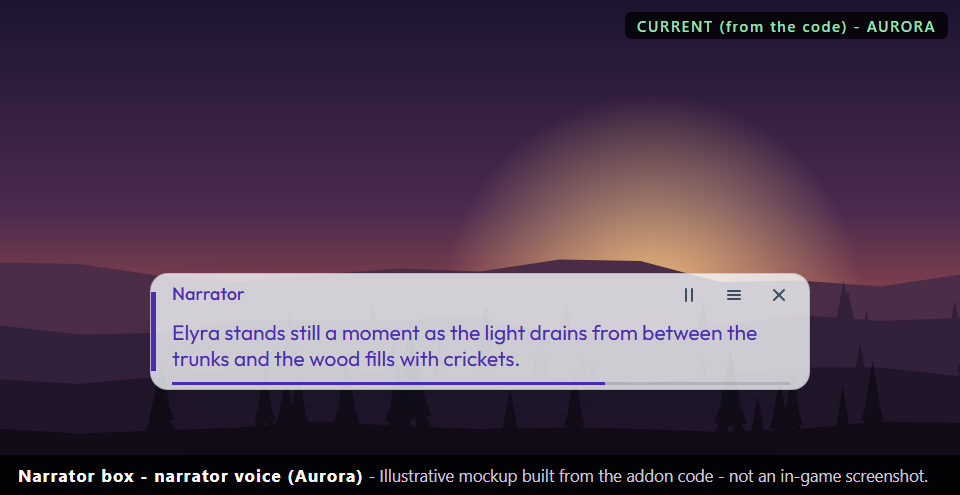 CURRENT (from the code) - AURORA
Narrator
Elyra stands still a moment as the light drains from between the
trunks and the wood fills with crickets.
Narrator box - narrator voice (Aurora) - Illustrative mockup built from the addon code - not an in-game screenshot.